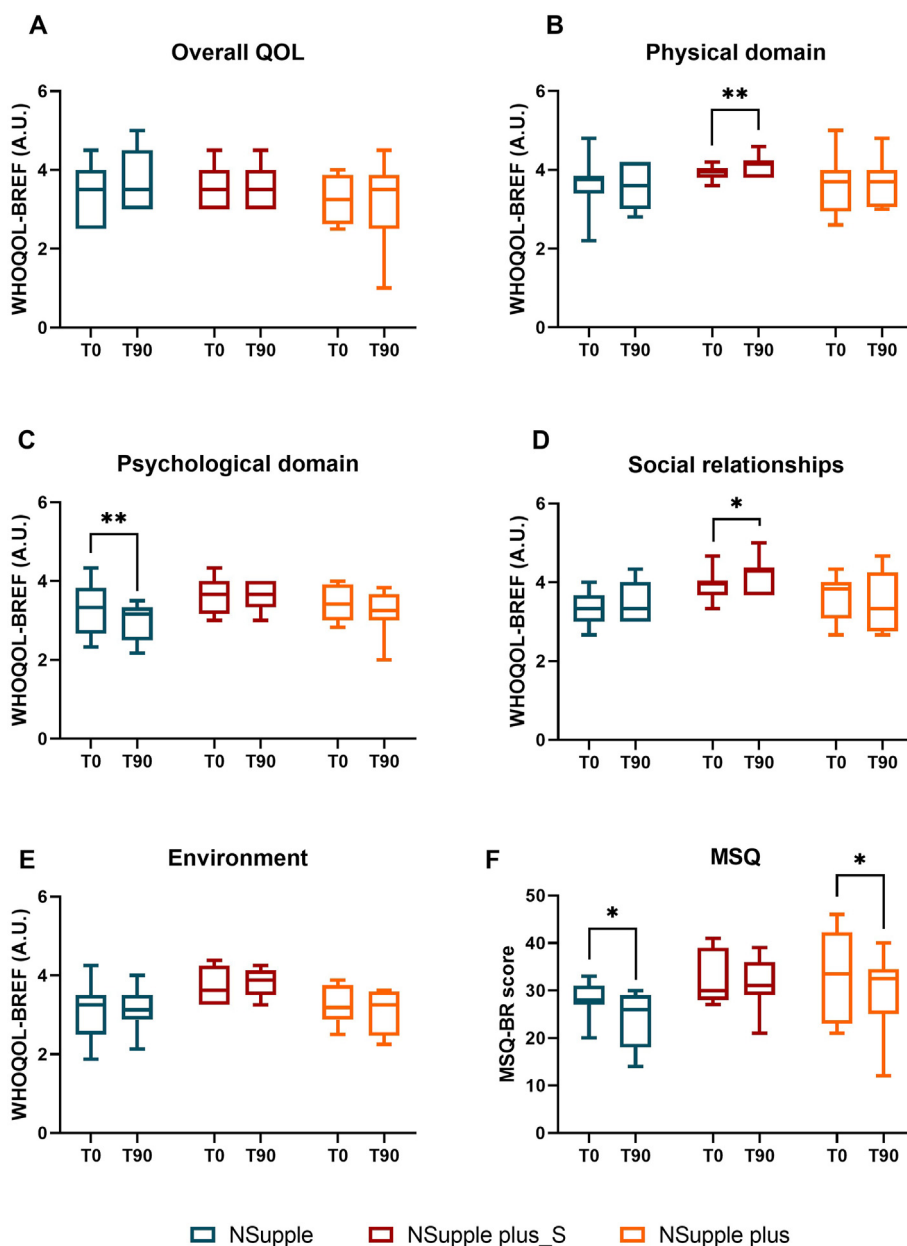 A
Overall QOL
WHOQOL-BREF (A.U.)
6
4
2
0
T0 T90 T0 T90 T0 T90
B
Physical domain
WHOQOL-BREF (A.U.)
6
4
2
0
**
T0 T90 T0 T90 T0 T90
C
Psychological domain
WHOQOL-BREF (A.U.)
6
4
2
0
**
T0 T90 T0 T90 T0 T90
D
Social relationships
WHOQOL-BREF (A.U.)
6
4
2
0
*
T0 T90 T0 T90 T0 T90
E
Environment
WHOQOL-BREF (A.U.)
6
4
2
0
T0 T90 T0 T90 T0 T90
F
MSQ
MSQ-BR score
50
40
30
20
10
0
*
*
T0 T90 T0 T90 T0 T90
NSupple NSupple plus_S NSupple plus